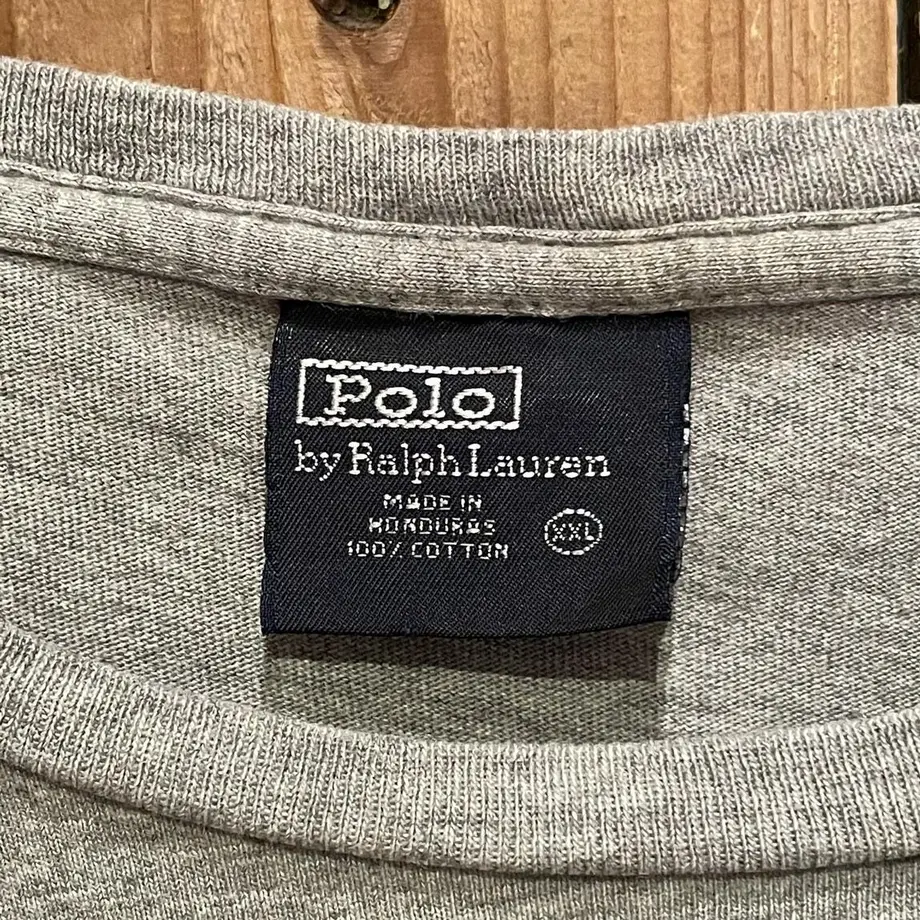 Polo
by Ralph Lauren
MADE IN
HONDURAS
100% COTTON
XXL